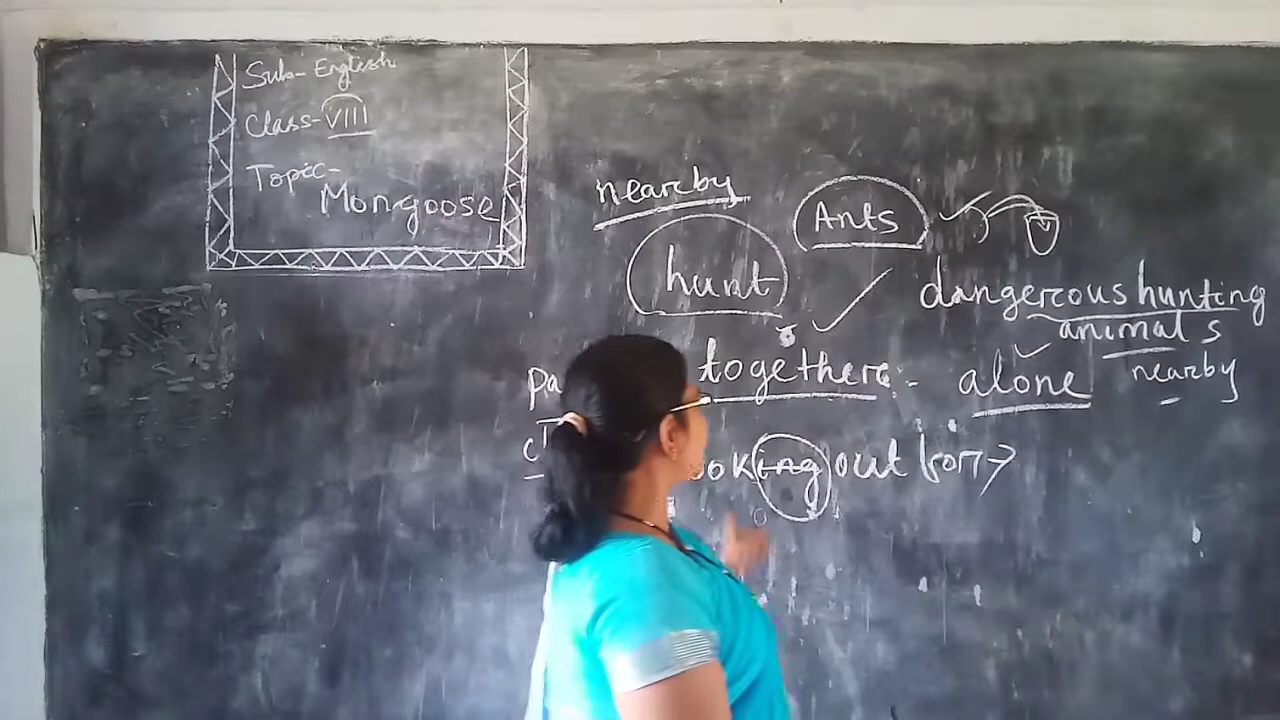 Sub- English
Class-VIII
Topic-
Mongoose
nearby
Ants
hunt
dangerous hunting
animals
together:-
alone
nearby
out for→